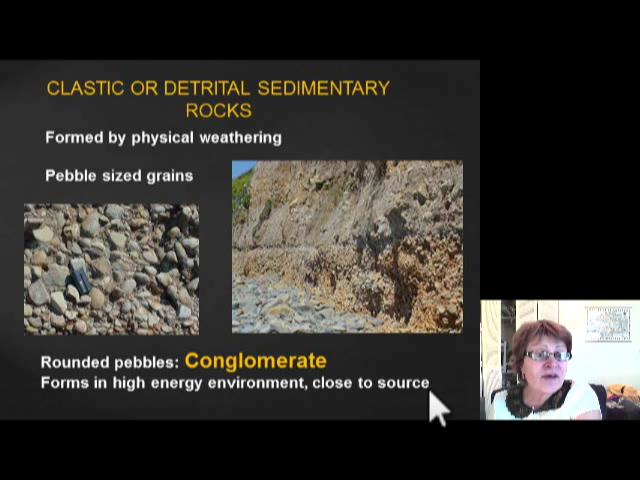 CLASTIC OR DETRITAL SEDIMENTARY
ROCKS
Formed by physical weathering
Pebble sized grains
Rounded pebbles: Conglomerate
Forms in high energy environment, close to source